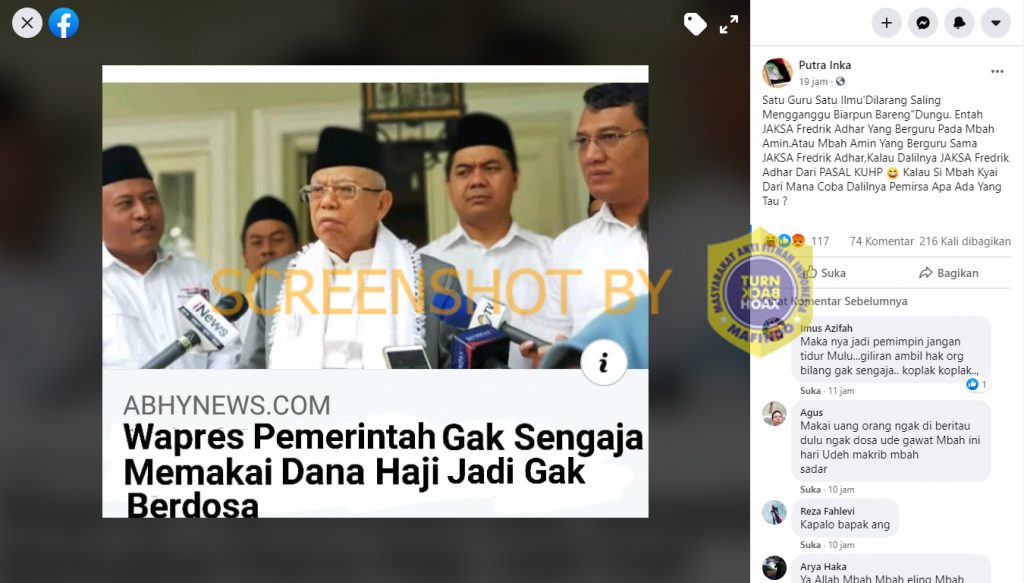 Putra Inka
19 jam
Satu Guru Satu Ilmu'Dilarang Saling
Mengganggu Biarpun Bareng"Dungu. Entah
JAKSA Fredrik Adhar Yang Berguru Pada Mbah
Amin.Atau Mbah Amin Yang Berguru Sama
JAKSA Fredrik Adhar,Kalau Dalilnya JAKSA Fredrik
Adhar Dari PASAL KUHP 😄 Kalau Si Mbah Kyai
Dari Mana Coba Dalilnya Pemirsa Apa Ada Yang
Tau ?
117 74 Komentar 216 Kali dibagikan
Suka Bagikan
Komentar Sebelumnya
Imus Azifah
Maka nya jadi pemimpin jangan
tidur Mulu...giliran ambil hak org
bilang gak sengaja.. koplak koplak..,
1
Suka · 11 jam
Agus
Makai uang orang ngak di beritau
dulu ngak dosa ude gawat Mbah ini
hari Udeh makrib mbah
sadar
Suka · 10 jam
Reza Fahlevi
Kapalo bapak ang
Suka · 10 jam
Arya Haka
Ya Allah Mbah Mbah eling Mbah
iNews
SCREENSHOT BY
MASYARAKAT ANTI FITNAH INDONESIA
TURN
BACK
HOAX
MAFINDO
ABHYNEWS.COM
Wapres Pemerintah Gak Sengaja
Memakai Dana Haji Jadi Gak
Berdosa